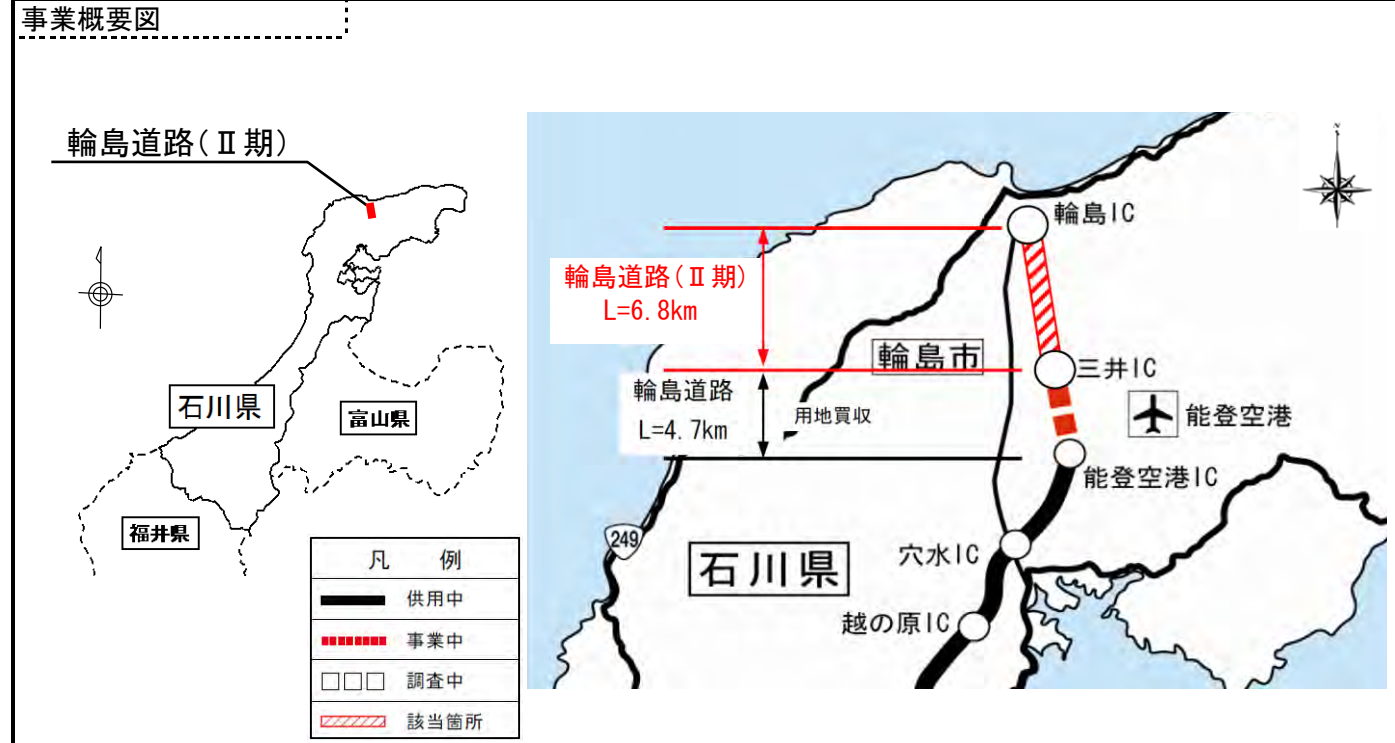 事業概要図
輪島道路(Ⅱ期)
石川県
富山県
福井県
凡 例
供用中
事業中
調査中
該当箇所
N
輪島IC
輪島道路(Ⅱ期)
L=6.8km
輪島市
三井IC
輪島道路
L=4.7km
用地買収
能登空港
能登空港IC
249
石川県
穴水IC
越の原IC